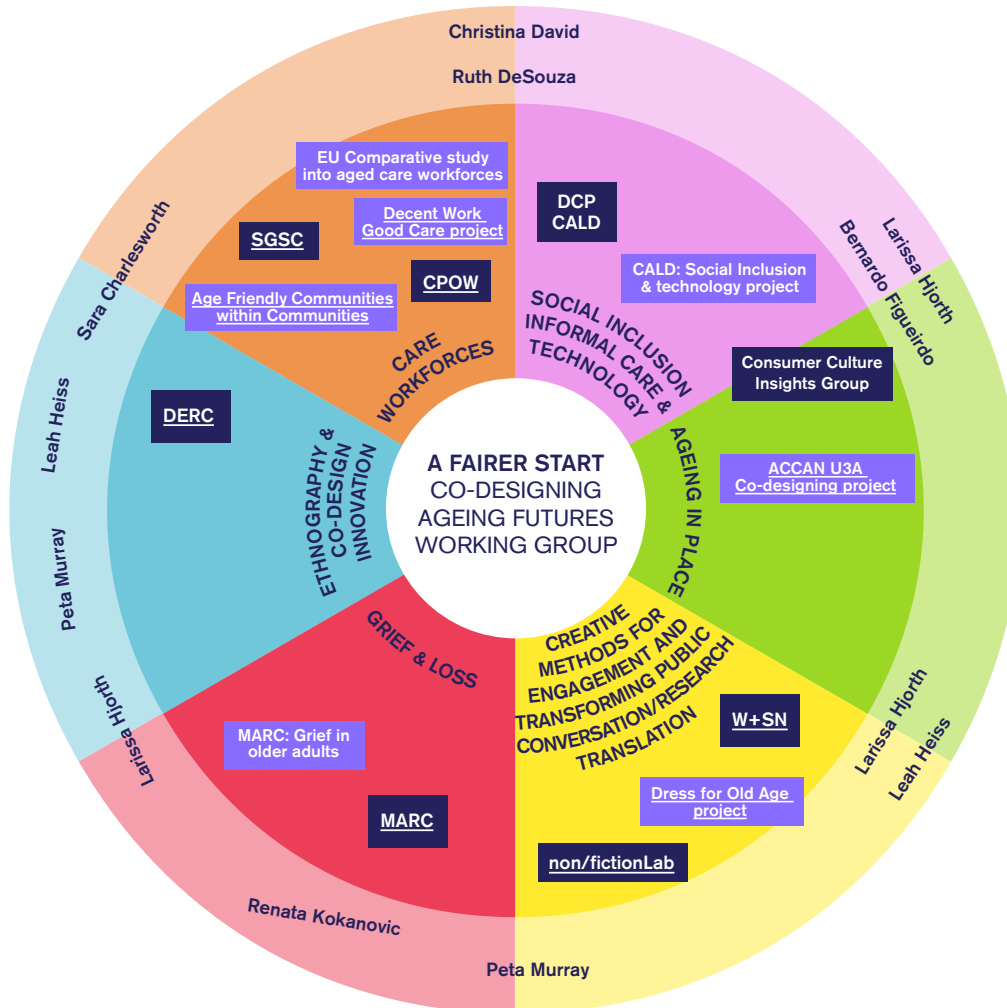 Christina David
Ruth DeSouza
EU Comparative study
into aged care workforces
Decent Work
Good Care project
SGSC
CPOW
Age Friendly Communities
within Communities
CARE
WORKFORCES
DCP
CALD
CALD: Social Inclusion
& technology project
SOCIAL INCLUSION
INFORMAL CARE &
TECHNOLOGY
Larissa Hjorth
Bernardo Figueirdo
Sara Charlesworth
Consumer Culture
Insights Group
ACCAN U3A
Co-designing project
AGEING IN PLACE
Leah Heiss
DERC
ETHNOGRAPHY &
CO-DESIGN
INNOVATION
A FAIRER START
CO-DESIGNING
AGEING FUTURES
WORKING GROUP
Peta Murray
Larissa Hjorth
GRIEF & LOSS
MARC: Grief in
older adults
MARC
Renata Kokanovic
CREATIVE
METHODS FOR
ENGAGEMENT AND
TRANSFORMING PUBLIC
CONVERSATION/RESEARCH
TRANSLATION
W+SN
Dress for Old Age
project
non/fictionLab
Larissa Hjorth
Leah Heiss
Peta Murray